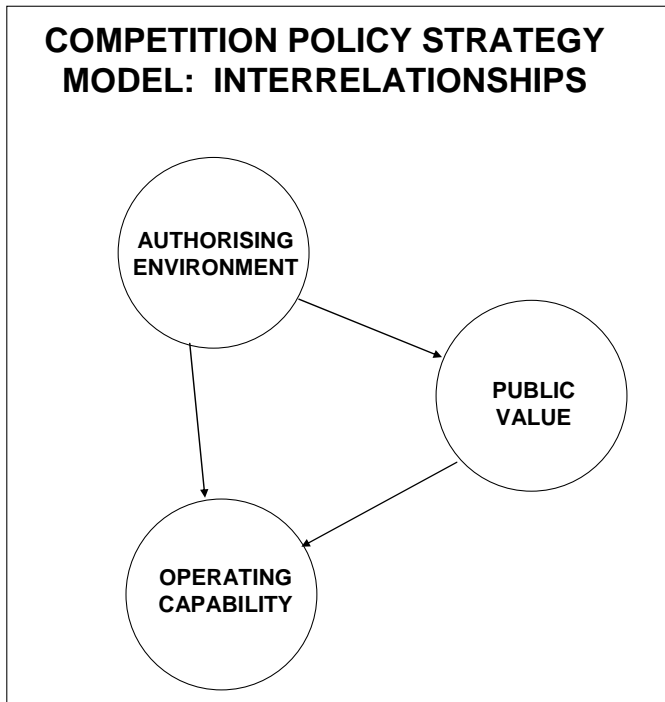 COMPETITION POLICY STRATEGY
MODEL: INTERRELATIONSHIPS
AUTHORISING
ENVIRONMENT
PUBLIC
VALUE
OPERATING
CAPABILITY